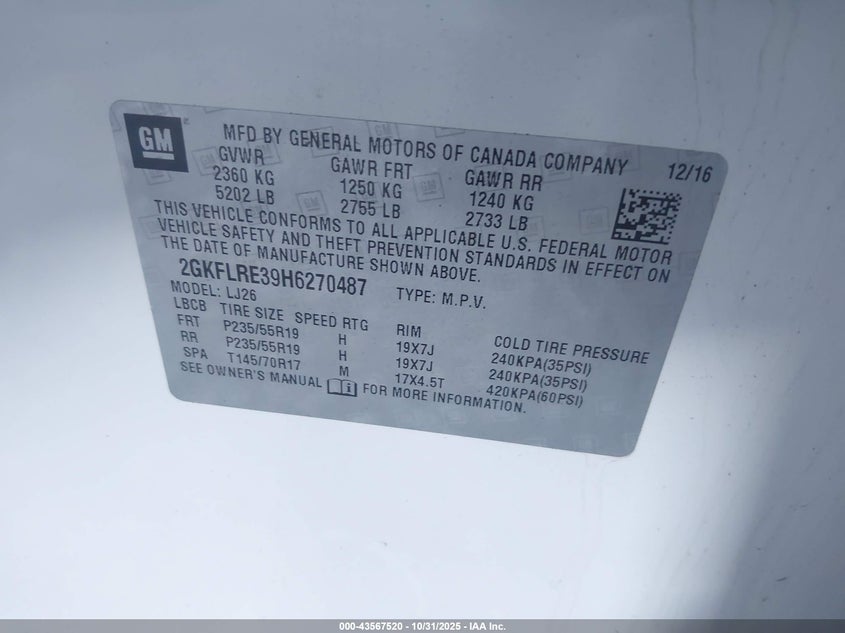 GM
MFD BY GENERAL MOTORS OF CANADA COMPANY 12/16
GVWR GAWR FRT GAWR RR
2360 KG 1250 KG 1240 KG
5202 LB 2755 LB 2733 LB
THIS VEHICLE CONFORMS TO ALL APPLICABLE U.S. FEDERAL MOTOR
VEHICLE SAFETY AND THEFT PREVENTION STANDARDS IN EFFECT ON
THE DATE OF MANUFACTURE SHOWN ABOVE.
2GKFLRE39H6270487 TYPE: M.P.V.
MODEL: LJ26
LBCB TIRE SIZE SPEED RTG RIM COLD TIRE PRESSURE
FRT P235/55R19 H 19X7J 240KPA(35PSI)
RR P235/55R19 H 19X7J 240KPA(35PSI)
SPA T145/70R17 M 17X4.5T 420KPA(60PSI)
SEE OWNER'S MANUAL i FOR MORE INFORMATION.
000-43567520 - 10/31/2025 - IAA Inc.